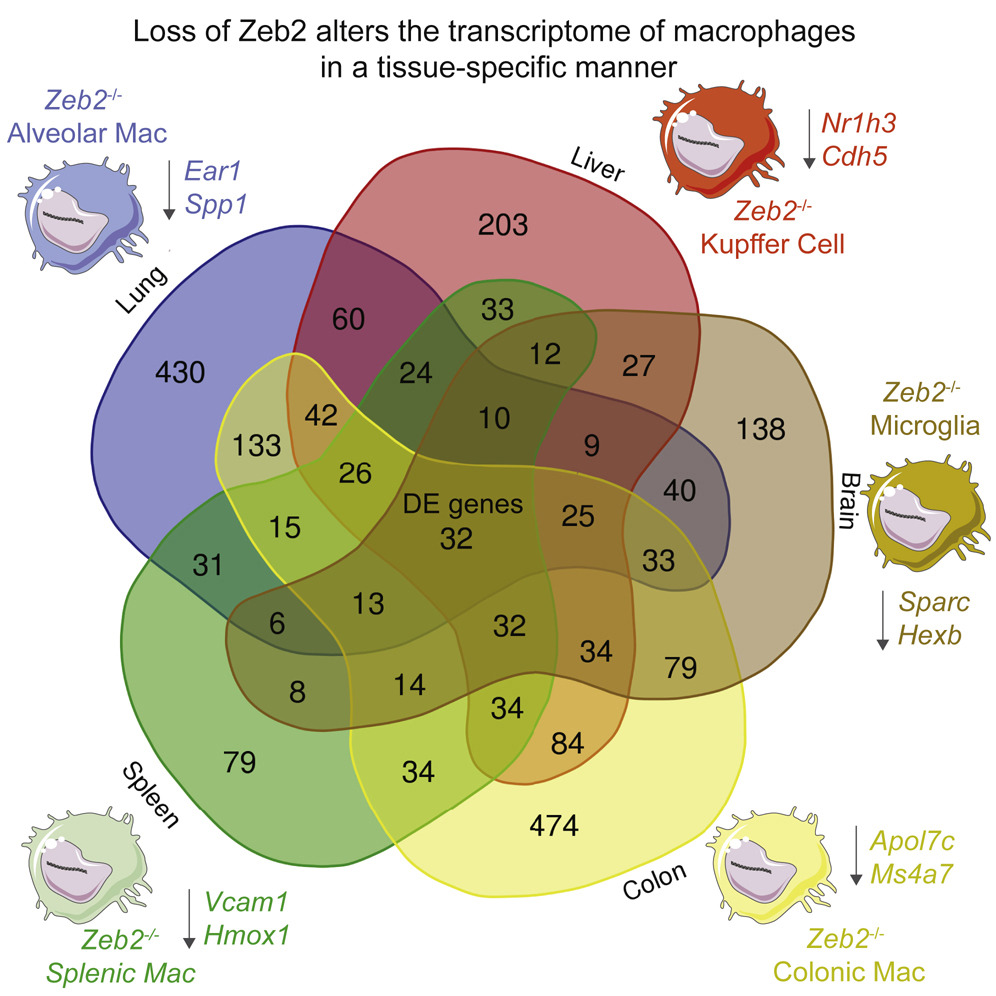 Loss of Zeb2 alters the transcriptome of macrophages
in a tissue-specific manner
Zeb2-/-
Alveolar Mac
Ear1
Spp1
Lung
Liver
Nr1h3
Cdh5
Zeb2-/-
Kupffer Cell
203
33
60
12
27
24
430
42
10
138
133
9
26
40
DE genes
32
25
15
33
31
13
6
32
34
79
8
14
34
84
79
34
474
Zeb2-/-
Microglia
Brain
Sparc
Hexb
Spleen
Colon
Vcam1
Hmox1
Zeb2-/-
Splenic Mac
Apol7c
Ms4a7
Zeb2-/-
Colonic Mac